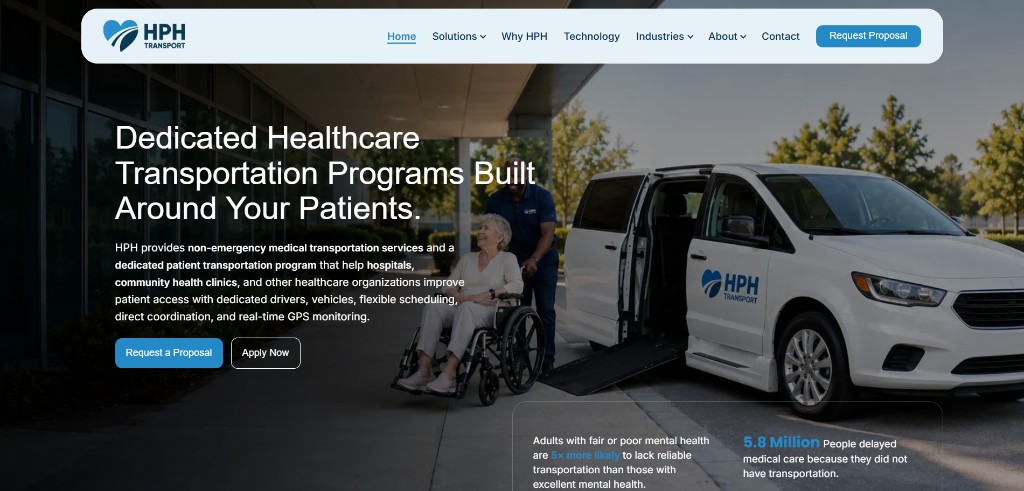 HPH
TRANSPORT
Home Solutions Why HPH Technology Industries About Contact Request Proposal
Dedicated Healthcare
Transportation Programs Built
Around Your Patients.
HPH provides non-emergency medical transportation services and a
dedicated patient transportation program that help hospitals,
community health clinics, and other healthcare organizations improve
patient access with dedicated drivers, vehicles, flexible scheduling,
direct coordination, and real-time GPS monitoring.
Request a Proposal Apply Now
HPH
TRANSPORT
Adults with fair or poor mental health
are 5× more likely to lack reliable
transportation than those with
excellent mental health.
5.8 Million People delayed
medical care because they did not
have transportation.